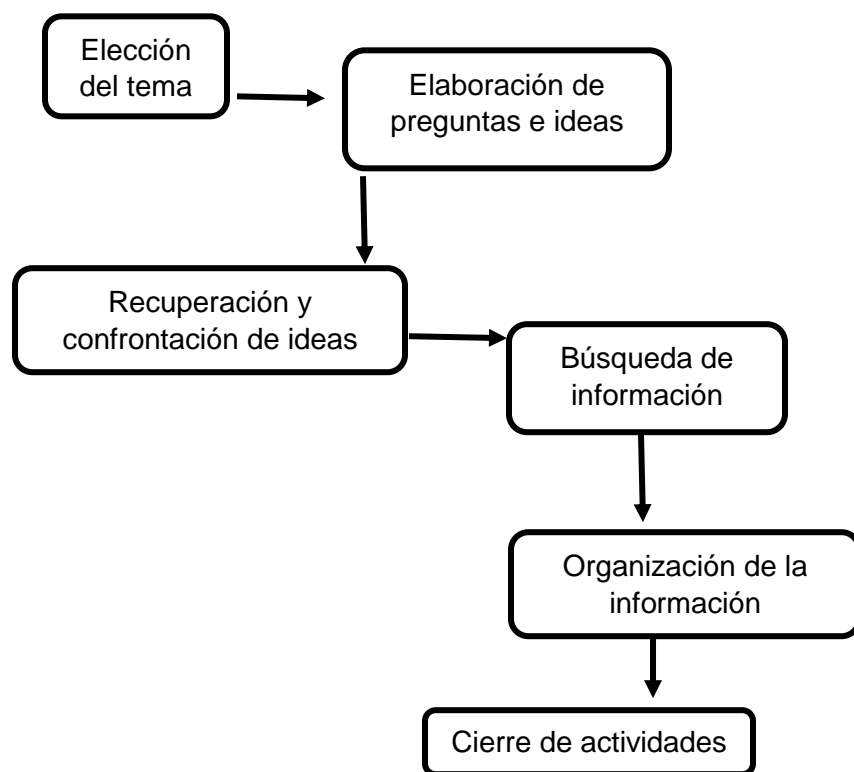 Elección
del tema
Elaboración de
preguntas e ideas
Recuperación y
confrontación de ideas
Búsqueda de
información
Organización de la
información
Cierre de actividades